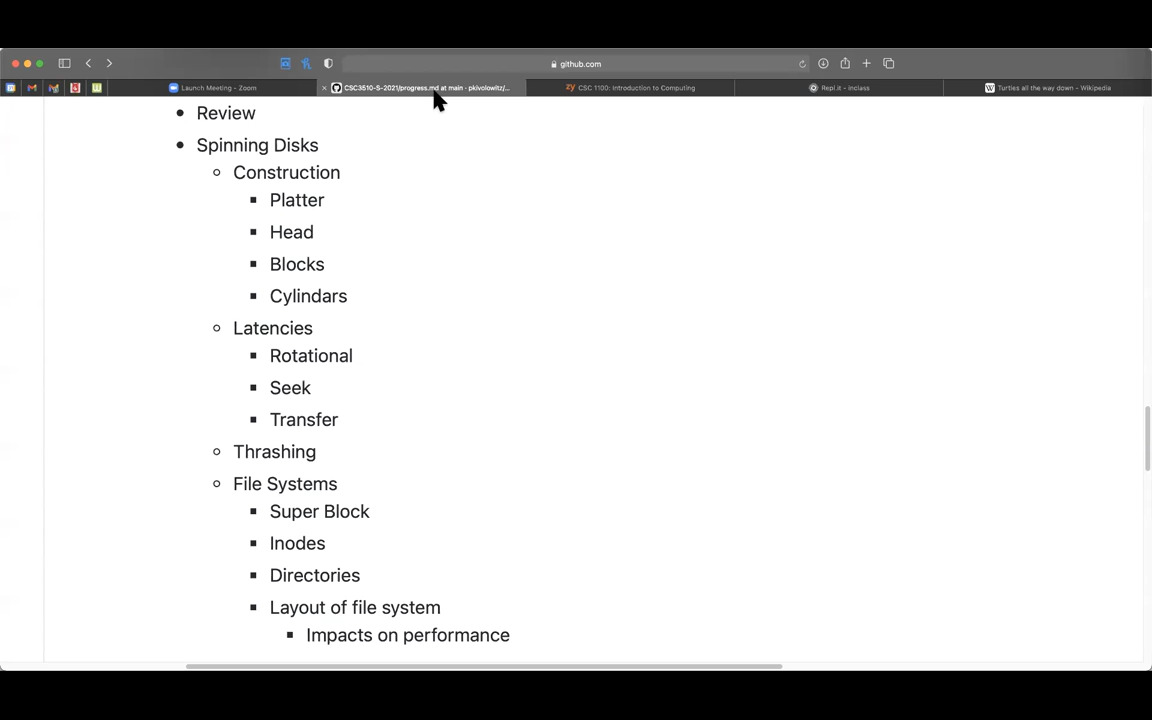 github.com
Launch Meeting - Zoom
CSC3510-S-2021/progress.md at main · pkivolowitz/...
zy CSC 1100: Introduction to Computing
Repl.it - inclass
W Turtles all the way down - Wikipedia
Review
Spinning Disks
Construction
Platter
Head
Blocks
Cylindars
Latencies
Rotational
Seek
Transfer
Thrashing
File Systems
Super Block
Inodes
Directories
Layout of file system
Impacts on performance